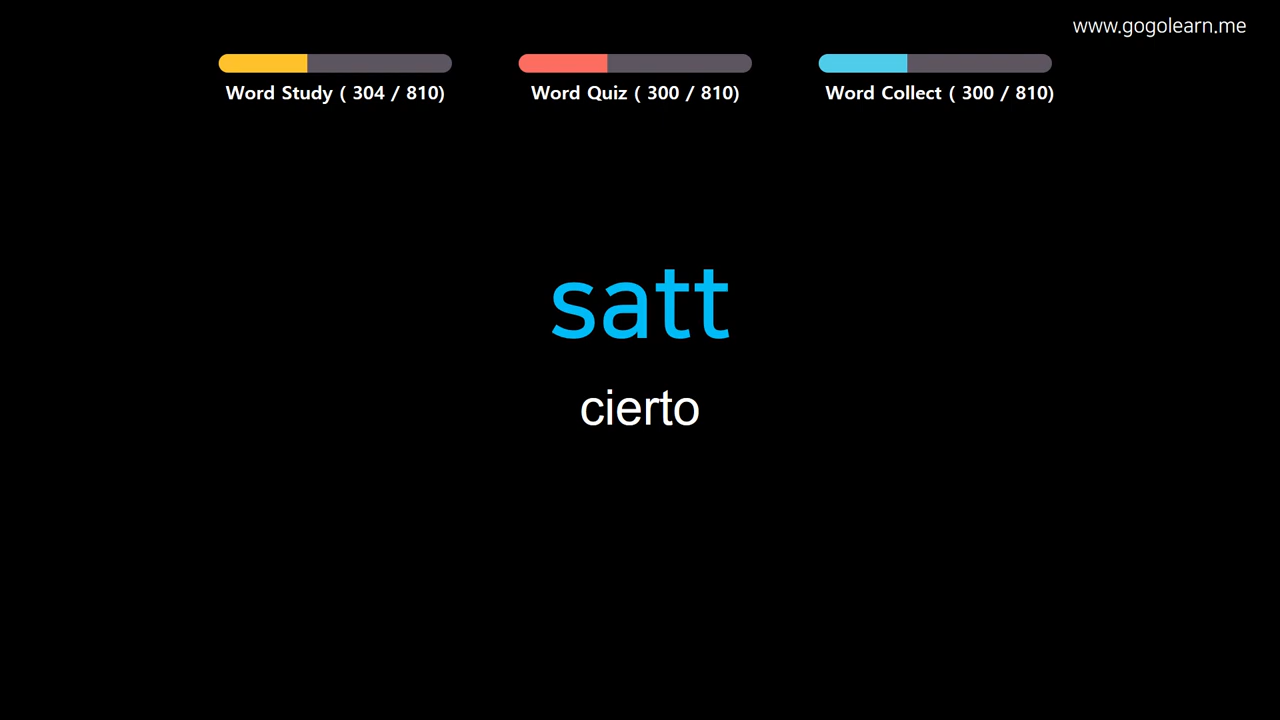 www.gogolearn.me
Word Study ( 304 / 810)
Word Quiz ( 300 / 810)
Word Collect ( 300 / 810)
satt
cierto